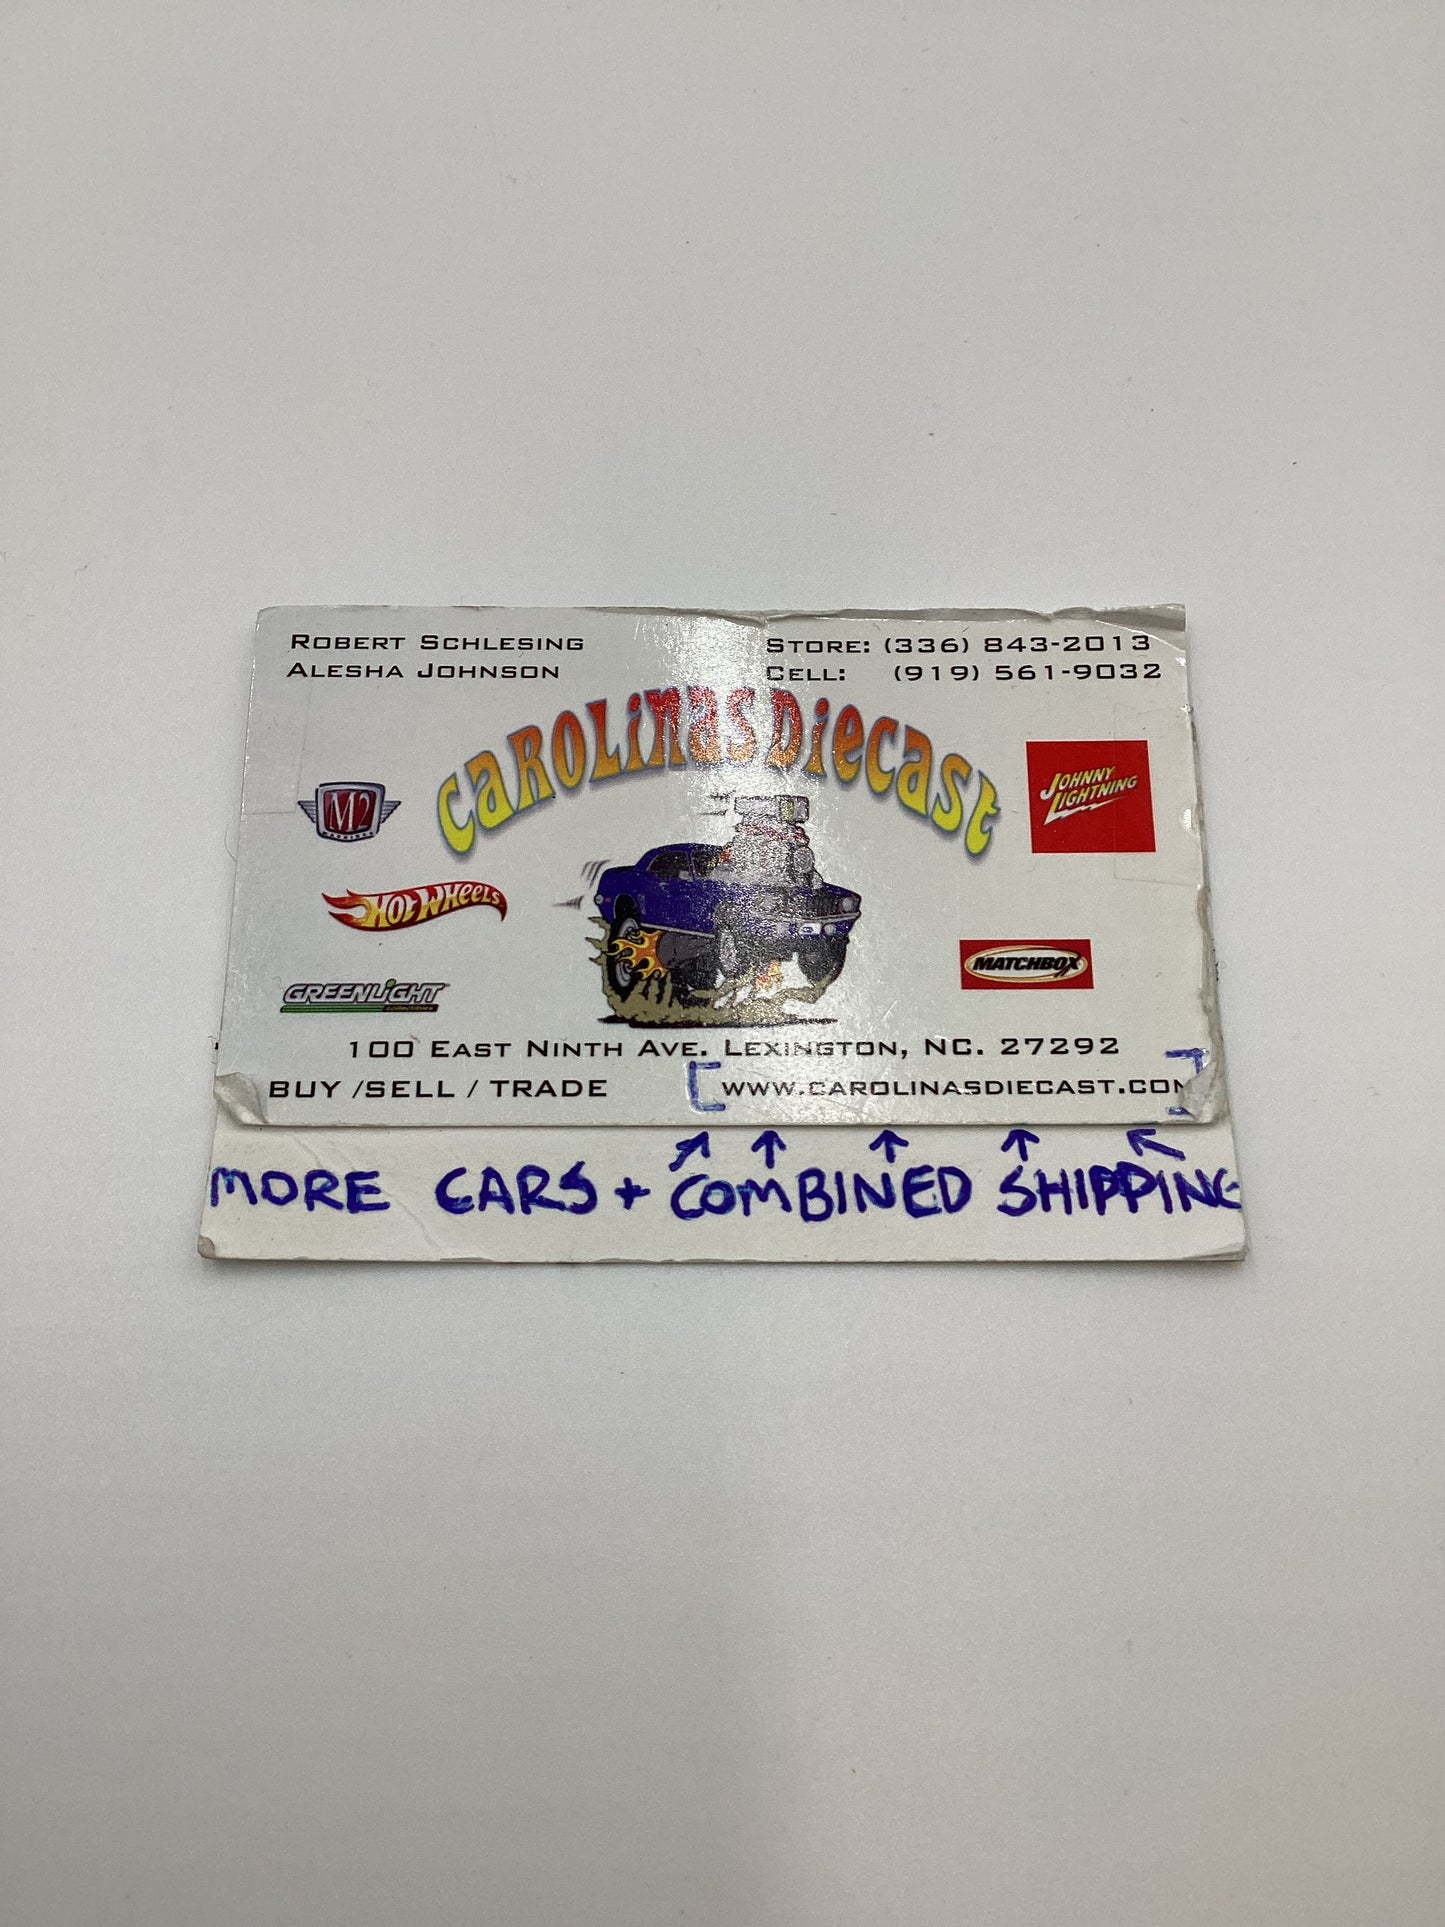 ROBERT SCHLESING
ALESHA JOHNSON
STORE: (336) 843-2013
CELL: (919) 561-9032
CAROLINAS DIECAST
M2
MACHINES
JOHNNY
LIGHTNING
HOT WHEELS
MATCHBOX
GREENLIGHT
100 EAST NINTH AVE. LEXINGTON, NC. 27292
BUY /SELL / TRADE
[WWW.CAROLINASDIECAST.COM]
MORE CARS + COMBINED SHIPPING